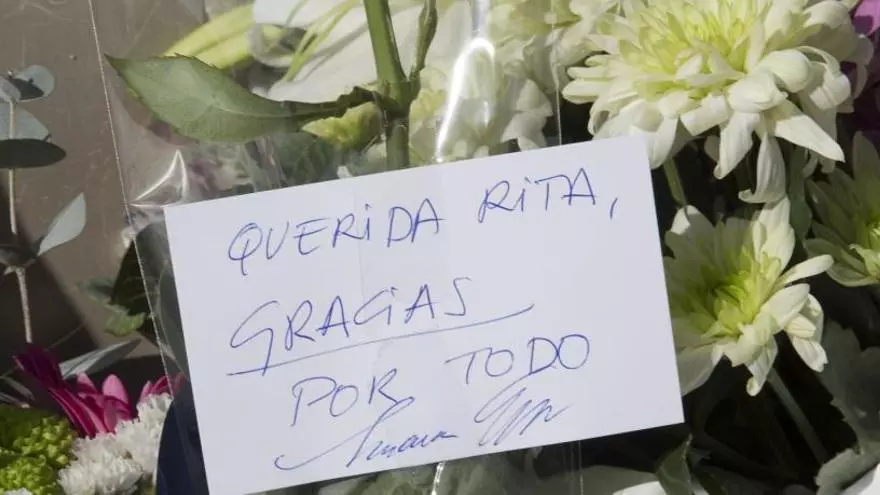 QUERIDA RITA,
GRACIAS
POR TODO